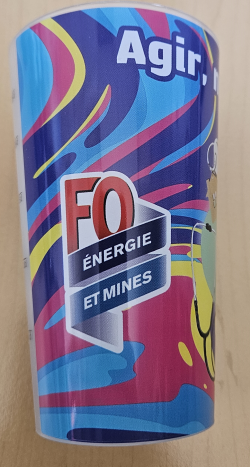 Agir,
FO
ÉNERGIE
ET MINES